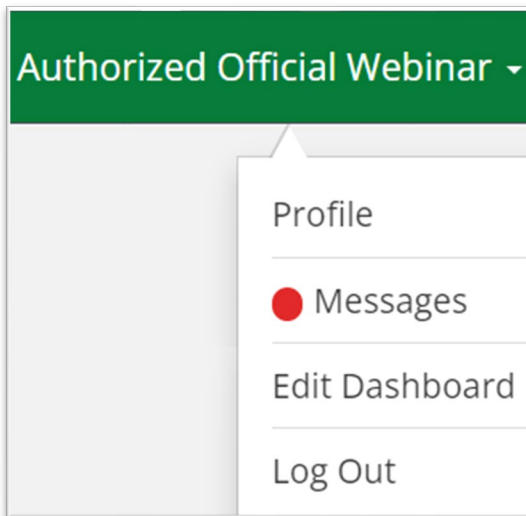 Authorized Official Webinar
Profile
Messages
Edit Dashboard
Log Out